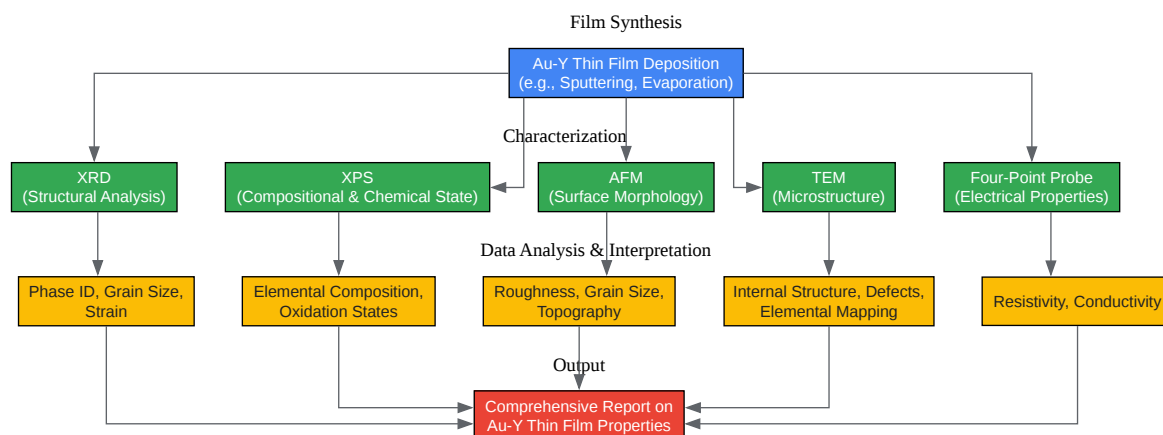 Film Synthesis
Au-Y Thin Film Deposition
(e.g., Sputtering, Evaporation)
Characterization
XRD
(Structural Analysis)
XPS
(Compositional & Chemical State)
AFM
(Surface Morphology)
TEM
(Microstructure)
Four-Point Probe
(Electrical Properties)
Data Analysis & Interpretation
Phase ID, Grain Size,
Strain
Elemental Composition,
Oxidation States
Roughness, Grain Size,
Topography
Internal Structure, Defects,
Elemental Mapping
Resistivity, Conductivity
Output
Comprehensive Report on
Au-Y Thin Film Properties